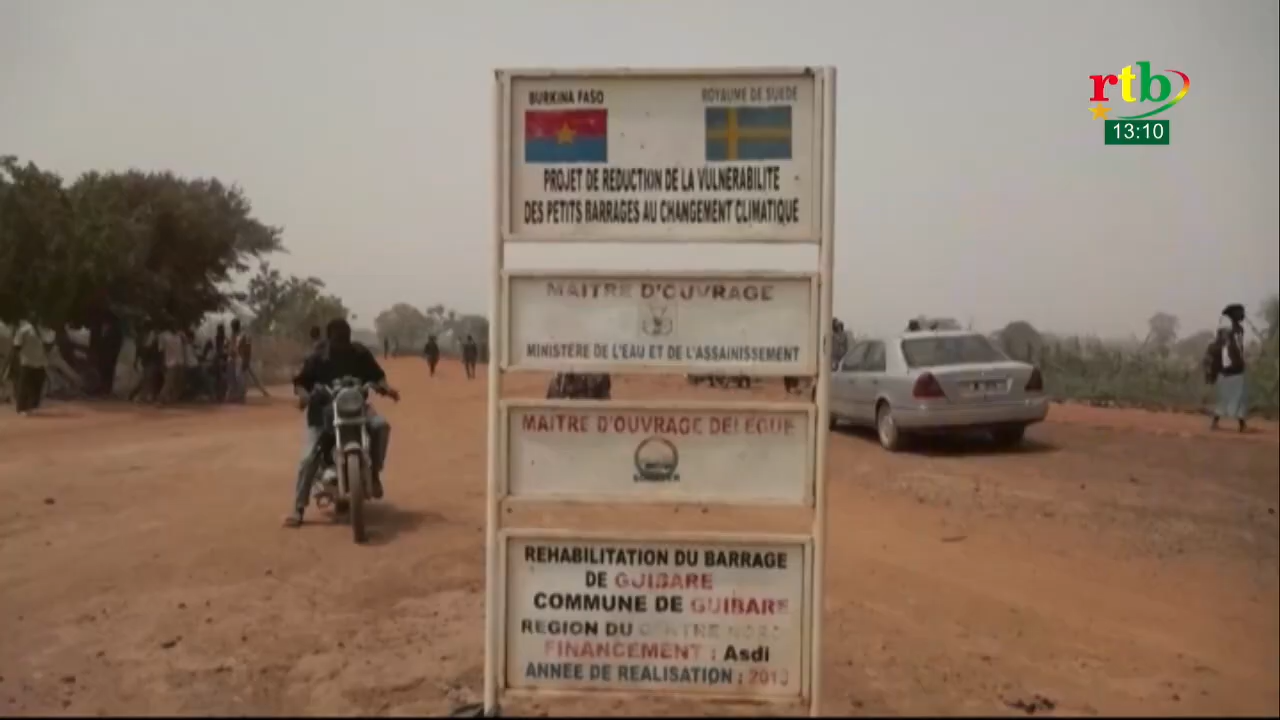 rtb
13:10
BURKINA FASO
ROYAUME DE SUEDE
PROJET DE REDUCTION DE LA VULNERABILITE
DES PETITS BARRAGES AU CHANGEMENT CLIMATIQUE
MAITRE D'OUVRAGE
MINISTERE DE L'EAU ET DE L'ASSAINISSEMENT
MAITRE D'OUVRAGE DELEGUE
REHABILITATION DU BARRAGE
DE GUIBARE
COMMUNE DE GUIBARE
REGION DU CENTRE NORD
FINANCEMENT : Asdi
ANNEE DE REALISATION :